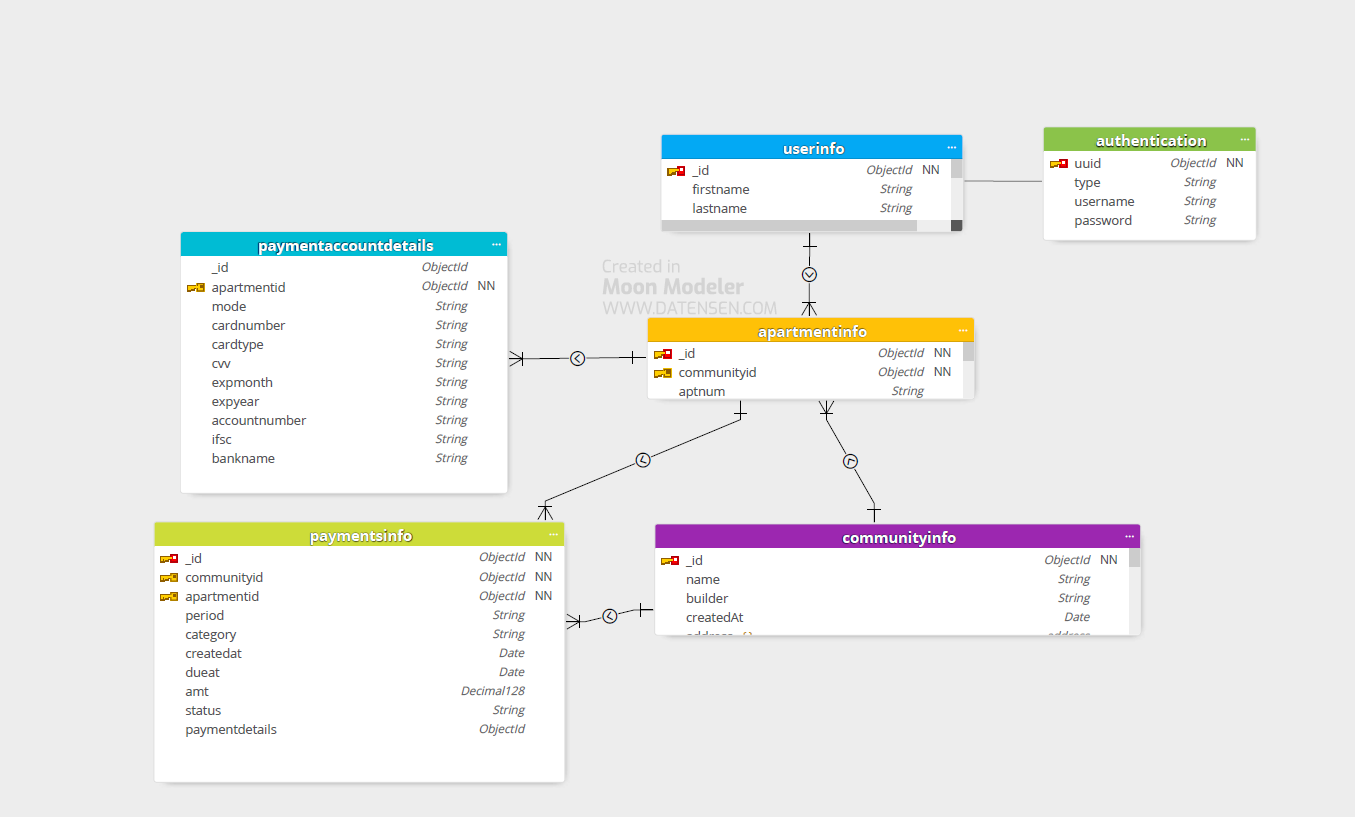 userinfo ...
_id ObjectId NN
firstname String
lastname String
authentication ...
uuid ObjectId NN
type String
username String
password String
paymentaccountdetails ...
_id ObjectId
apartmentid ObjectId NN
mode String
cardnumber String
cardtype String
cvv String
expmonth String
expyear String
accountnumber String
ifsc String
bankname String
Created in
Moon Modeler
WWW.DATENSEN.COM
apartmentinfo ...
_id ObjectId NN
communityid ObjectId NN
aptnum String
paymentsinfo ...
_id ObjectId NN
communityid ObjectId NN
apartmentid ObjectId NN
period String
category String
createdat Date
dueat Date
amt Decimal128
status String
paymentdetails ObjectId
communityinfo ...
_id ObjectId NN
name String
builder String
createdAt Date